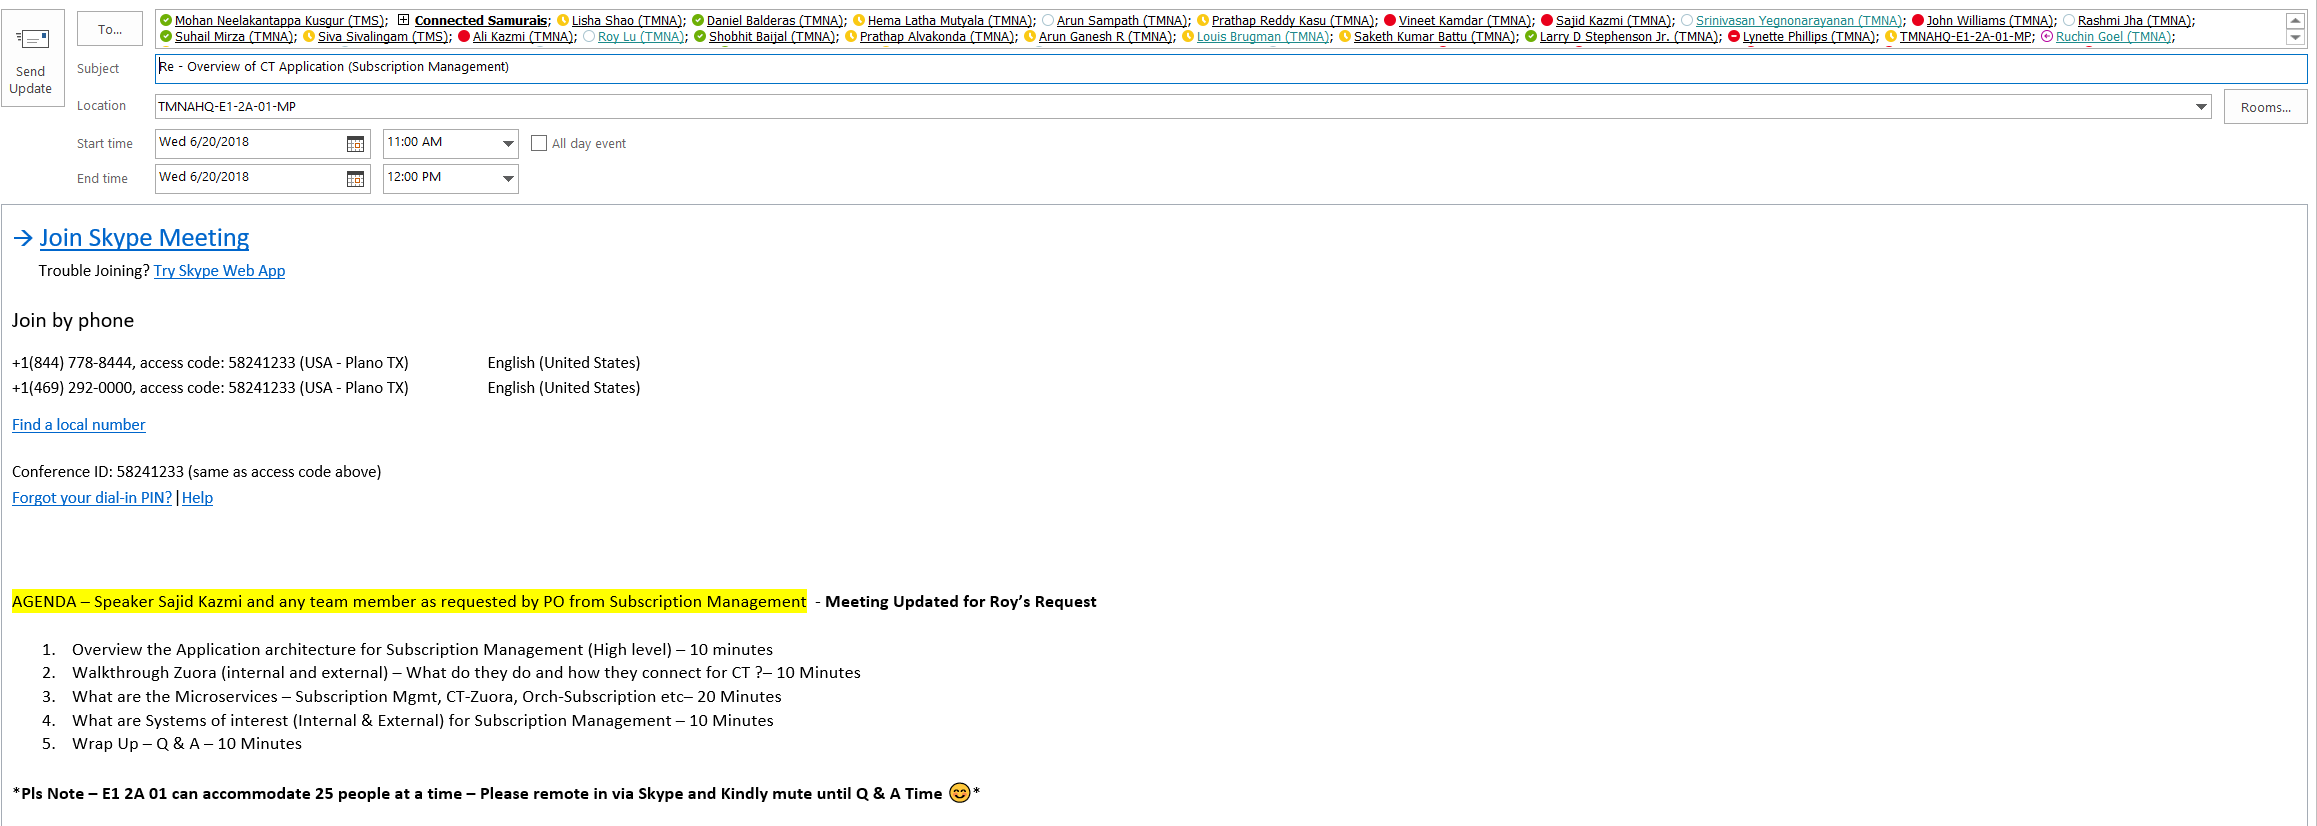 To...
Mohan Neelakantappa Kusgur (TMS); Connected Samurais; Lisha Shao (TMNA); Daniel Balderas (TMNA); Hema Latha Mutyala (TMNA); Arun Sampath (TMNA); Prathap Reddy Kasu (TMNA); Vineet Kamdar (TMNA); Sajid Kazmi (TMNA); Srinivasan Yegnonarayanan (TMNA); John Williams (TMNA); Rashmi Jha (TMNA);
Suhail Mirza (TMNA); Siva Sivalingam (TMS); Ali Kazmi (TMNA); Roy Lu (TMNA); Shobhit Baijal (TMNA); Prathap Alvakonda (TMNA); Arun Ganesh R (TMNA); Louis Brugman (TMNA); Saketh Kumar Battu (TMNA); Larry D Stephenson Jr. (TMNA); Lynette Phillips (TMNA); TMNAHQ-E1-2A-01-MP; Ruchin Goel (TMNA);
Send
Update
Subject Re - Overview of CT Application (Subscription Management)
Location TMNAHQ-E1-2A-01-MP Rooms...
Start time Wed 6/20/2018 11:00 AM All day event
End time Wed 6/20/2018 12:00 PM
→ Join Skype Meeting
Trouble Joining? Try Skype Web App
Join by phone
+1(844) 778-8444, access code: 58241233 (USA - Plano TX) English (United States)
+1(469) 292-0000, access code: 58241233 (USA - Plano TX) English (United States)
Find a local number
Conference ID: 58241233 (same as access code above)
Forgot your dial-in PIN? | Help
AGENDA – Speaker Sajid Kazmi and any team member as requested by PO from Subscription Management - Meeting Updated for Roy's Request
1. Overview the Application architecture for Subscription Management (High level) – 10 minutes
2. Walkthrough Zuora (internal and external) – What do they do and how they connect for CT ?– 10 Minutes
3. What are the Microservices – Subscription Mgmt, CT-Zuora, Orch-Subscription etc– 20 Minutes
4. What are Systems of interest (Internal & External) for Subscription Management – 10 Minutes
5. Wrap Up – Q & A – 10 Minutes
*Pls Note – E1 2A 01 can accommodate 25 people at a time – Please remote in via Skype and Kindly mute until Q & A Time 😊*